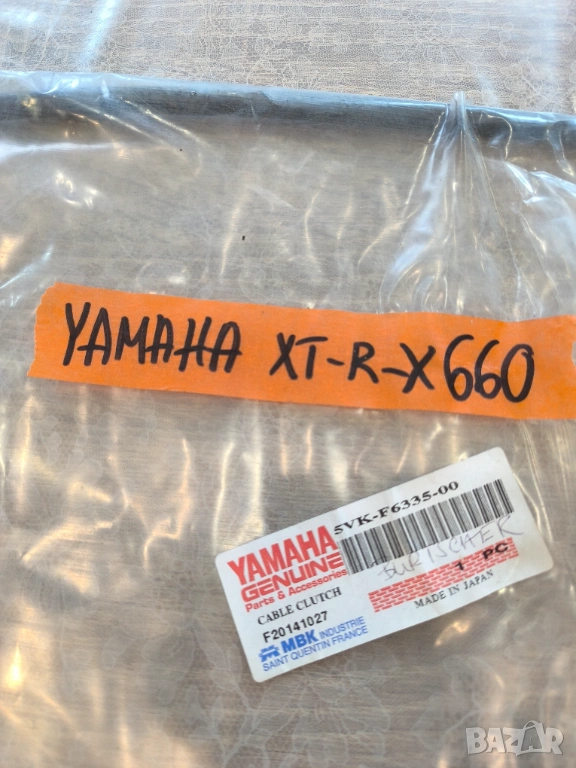 YAMAHA XT-R-X660
5VK-F6335-00
YAMAHA
GENUINE
Parts & Accessories
1 PC
CABLE CLUTCH
MADE IN JAPAN
F20141027
MBK INDUSTRIE
SAINT QUENTIN FRANCE
BAZAR